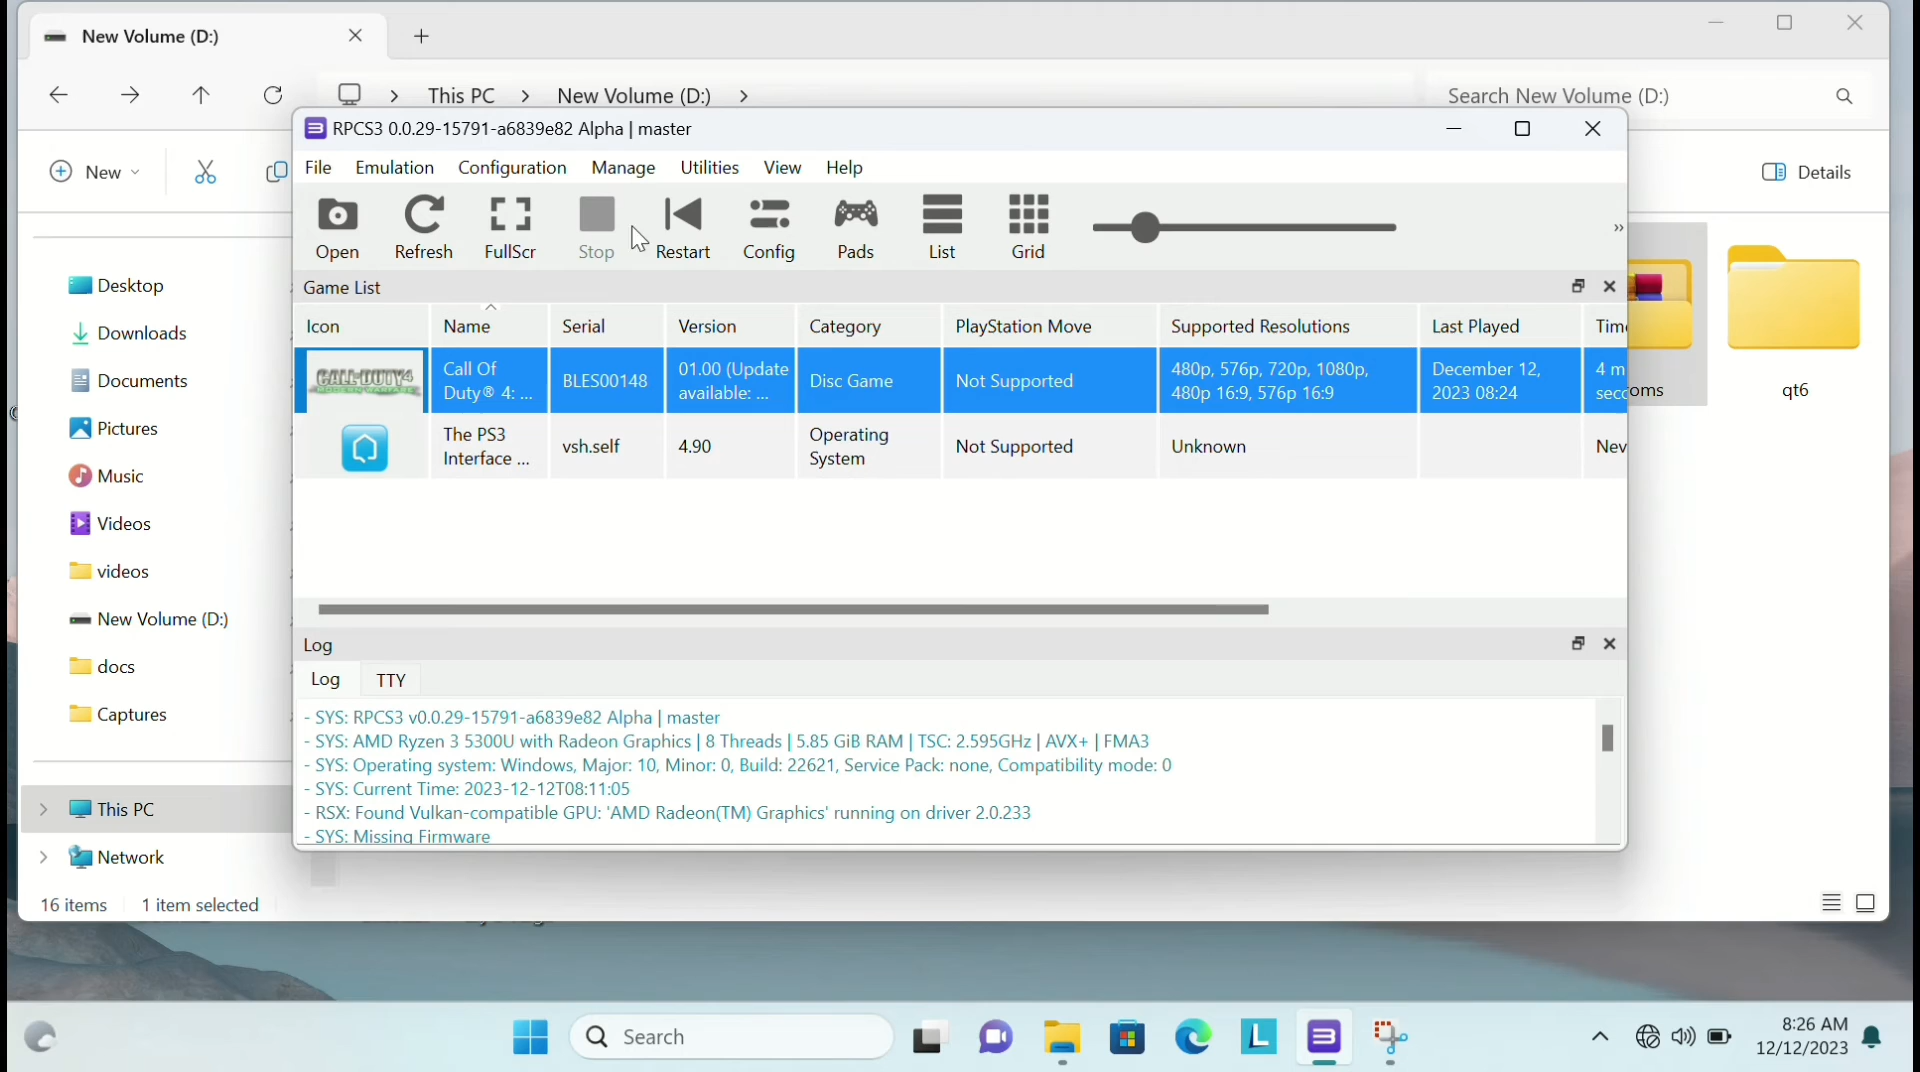 New Volume (D:)
This PC > New Volume (D:) >
Search New Volume (D:)
New
Details
RPCS3 0.0.29-15791-a6839e82 Alpha | master
File Emulation Configuration Manage Utilities View Help
Open Refresh FullScr Stop Restart Config Pads List Grid
»
Game List
Icon Name Serial Version Category PlayStation Move Supported Resolutions Last Played
CALL·DUTY4
Call Of
Duty® 4: ...
BLES00148
01.00 (Update
available: ...
Disc Game
Not Supported
480p, 576p, 720p, 1080p,
480p 16:9, 576p 16:9
December 12,
2023 08:24
4 m
The PS3
Interface ...
vsh.self
4.90
Operating
System
Not Supported
Unknown
Nev
oms
qt6
Desktop
Downloads
Documents
Pictures
Music
Videos
videos
New Volume (D:)
docs
Captures
This PC
Network
16 items 1 item selected
Log
Log TTY
- SYS: RPCS3 v0.0.29-15791-a6839e82 Alpha | master
- SYS: AMD Ryzen 3 5300U with Radeon Graphics | 8 Threads | 5.85 GiB RAM | TSC: 2.595GHz | AVX+ | FMA3
- SYS: Operating system: Windows, Major: 10, Minor: 0, Build: 22621, Service Pack: none, Compatibility mode: 0
- SYS: Current Time: 2023-12-12T08:11:05
- RSX: Found Vulkan-compatible GPU: 'AMD Radeon(TM) Graphics' running on driver 2.0.233
- SYS: Missing Firmware
Search
L
8:26 AM
12/12/2023